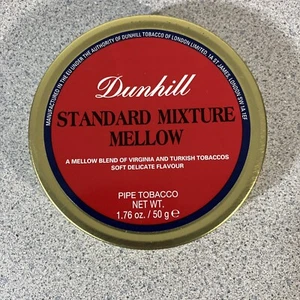 MANUFACTURED IN THE EU UNDER THE AUTHORITY OF DUNHILL TOBACCO OF LONDON LIMITED, 1A ST JAMES, LONDON SW1A 1EF
Dunhill
STANDARD MIXTURE
MELLOW
A MELLOW BLEND OF VIRGINIA AND TURKISH TOBACCOS
SOFT DELICATE FLAVOUR
PIPE TOBACCO
NET WT.
1.76 oz. / 50 g e